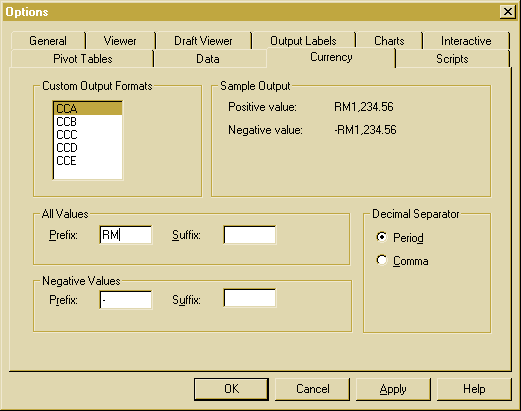 Options
General Viewer Draft Viewer Output Labels Charts Interactive
Pivot Tables Data Currency Scripts
Custom Output Formats
CCA
CCB
CCC
CCD
CCE
Sample Output
Positive value: RM1,234.56
Negative value: -RM1,234.56
All Values
Prefix: RM Suffix:
Decimal Separator
Period
Comma
Negative Values
Prefix: - Suffix:
OK Cancel Apply Help